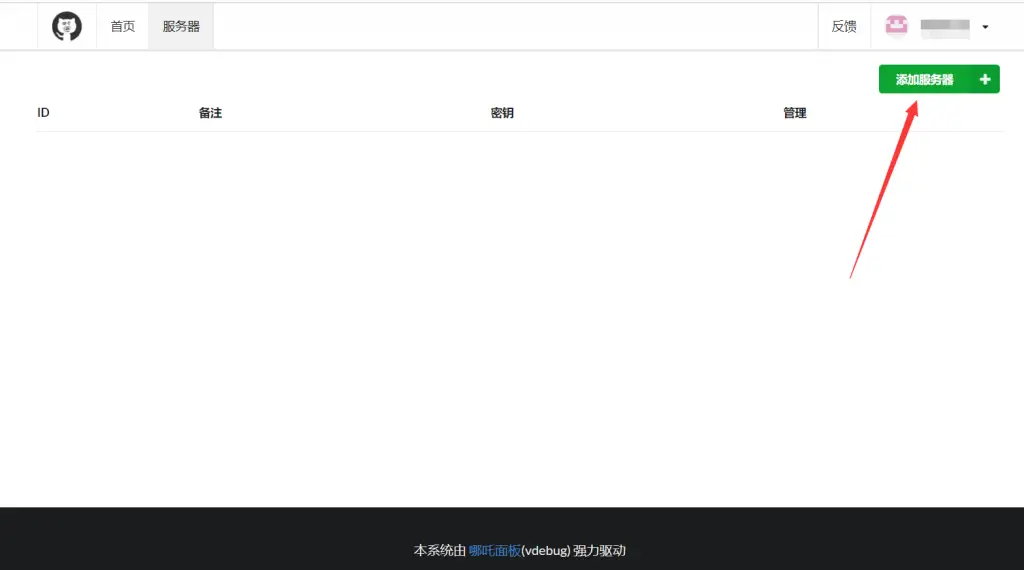 首页 服务器 反馈
添加服务器
ID 备注 密钥 管理
本系统由 哪吒面板(vdebug) 强力驱动